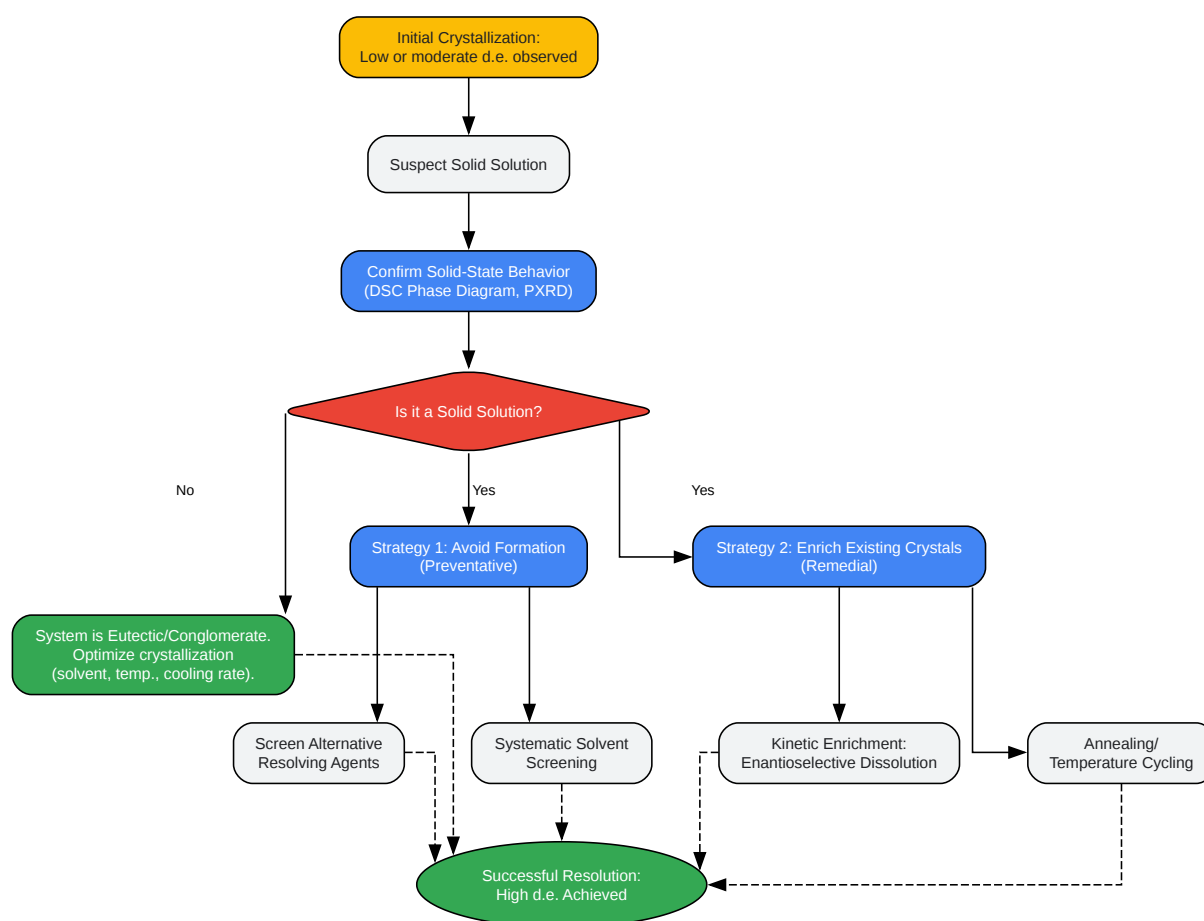 Initial Crystallization:
Low or moderate d.e. observed
Suspect Solid Solution
Confirm Solid-State Behavior
(DSC Phase Diagram, PXRD)
Is it a Solid Solution?
No
Yes
Yes
Strategy 1: Avoid Formation
(Preventative)
Strategy 2: Enrich Existing Crystals
(Remedial)
System is Eutectic/Conglomerate.
Optimize crystallization
(solvent, temp., cooling rate).
Screen Alternative
Resolving Agents
Systematic Solvent
Screening
Kinetic Enrichment:
Enantioselective Dissolution
Annealing/
Temperature Cycling
Successful Resolution:
High d.e. Achieved